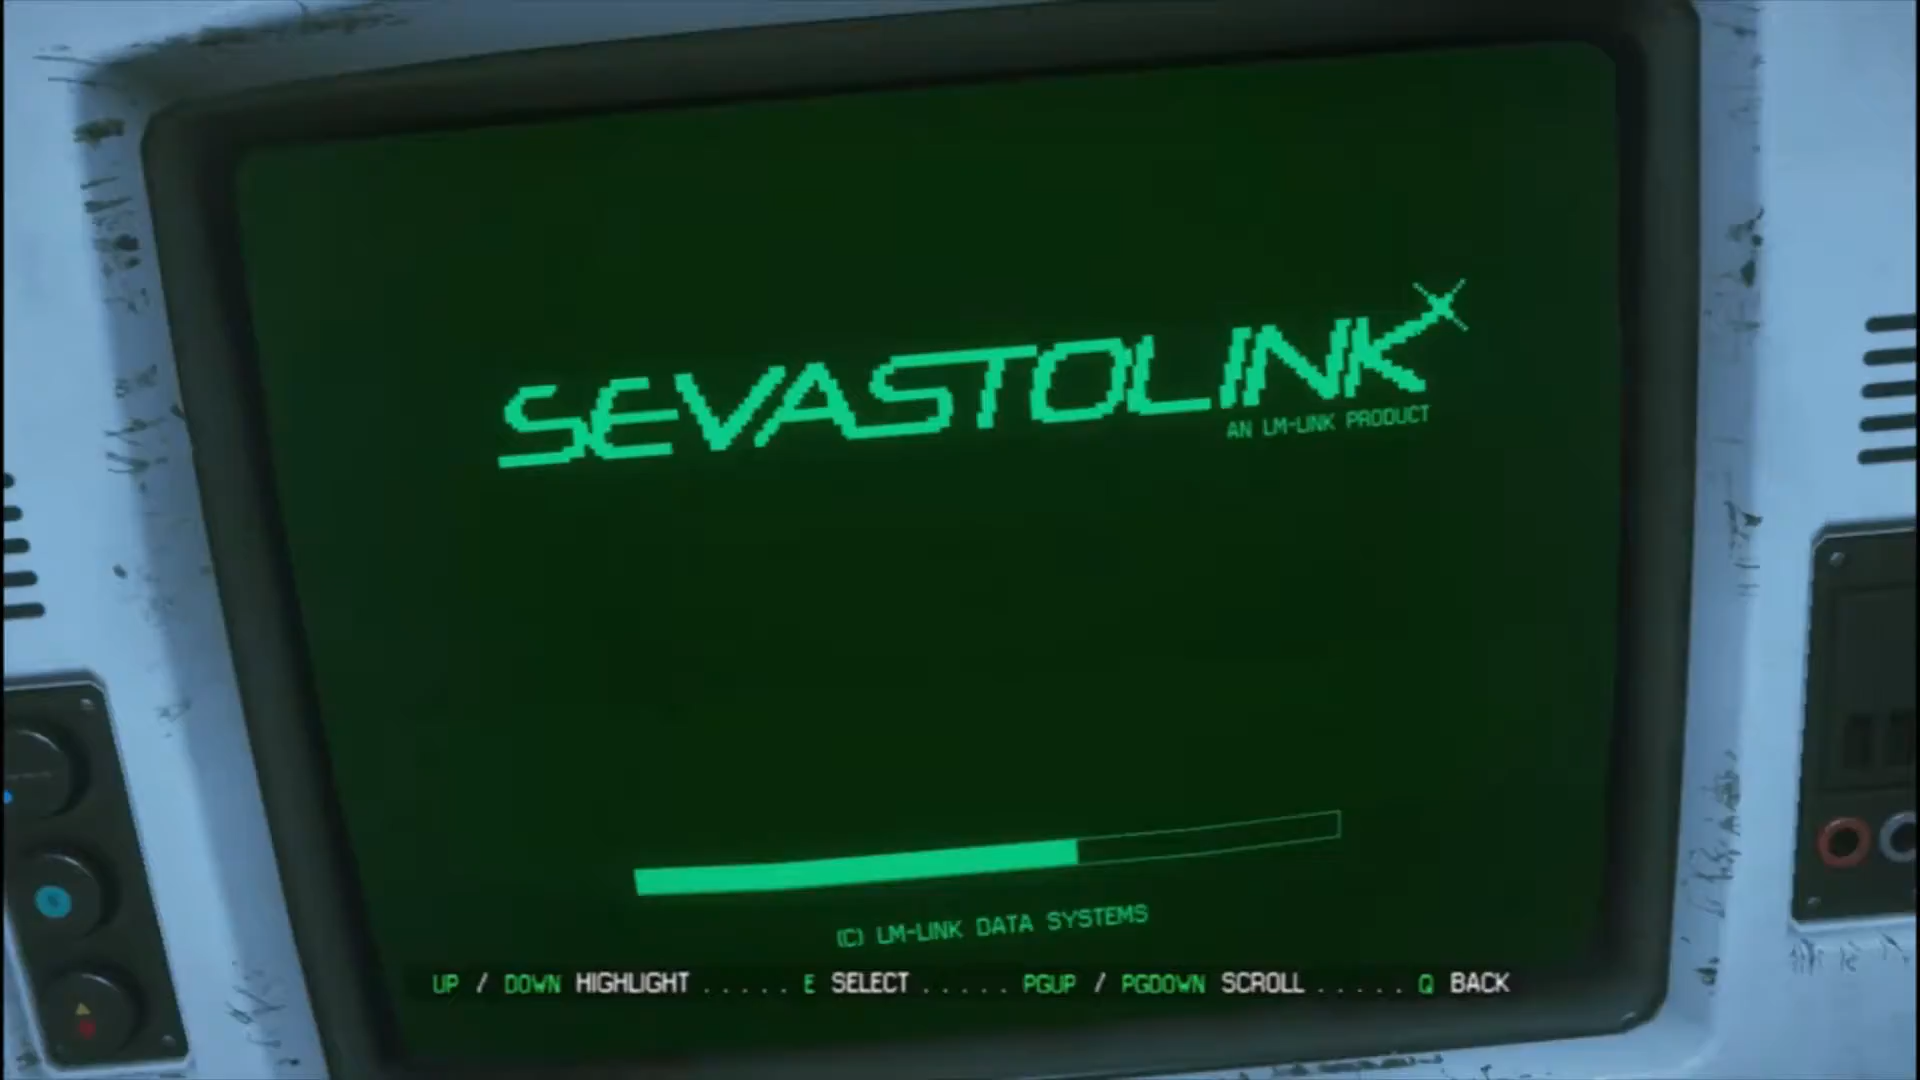 SEVASTOLINK
AN LM-LINK PRODUCT
(C) LM-LINK DATA SYSTEMS
UP / DOWN HIGHLIGHT ..... E SELECT ..... PGUP / PGDOWN SCROLL ..... Q BACK